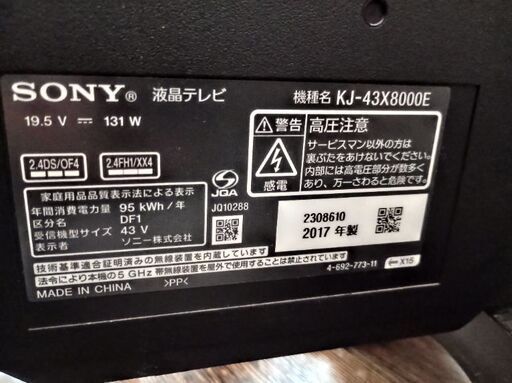 SONY® 液晶テレビ 機種名 KJ-43X8000E
19.5 V ⎓ 131 W
2.4DS/OF4 2.4FH1/XX4
家庭用品品質表示法による表示
年間消費電力量 95 kWh/年
区分名 DF1
受信機型サイズ 43 V
表示者 ソニー株式会社
JQA
JQ10288
⚠警告 高圧注意
感電
サービスマン以外の方は
裏ぶたをあけないでください。
内部には高電圧部分が数多く
あり、万一さわると危険です。
2308610
2017 年製
技術基準適合証明済みの無線装置を内蔵しています
法令により本機の5 GHz 帯無線装置を屋外で使用することは禁止されています
MADE IN CHINA >PP<
4-692-773-11 X15